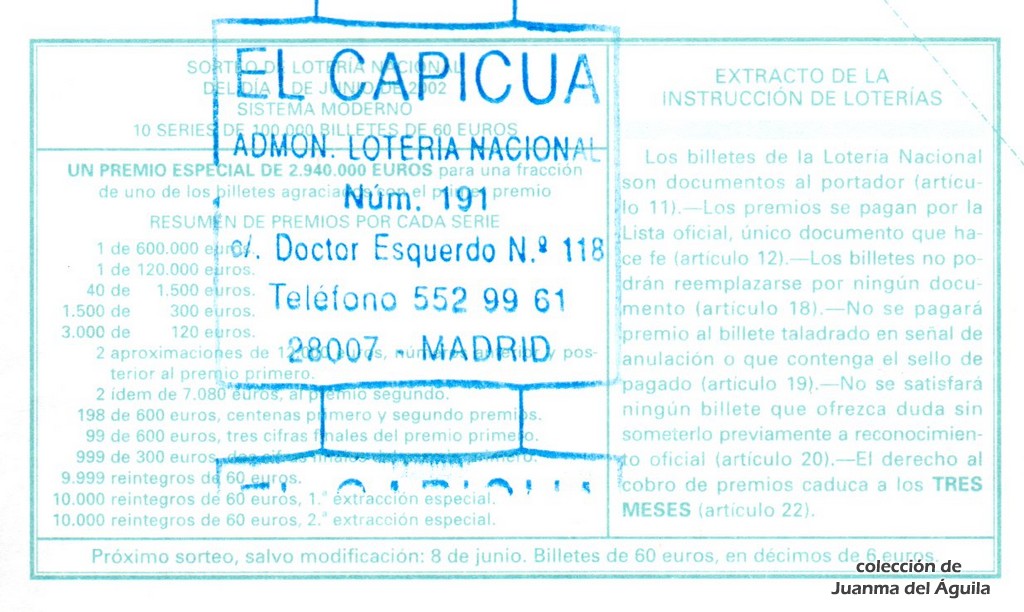 SORTEO DE LOTERÍA NACIONAL
DEL DÍA 1 DE JUNIO DE 2002
SISTEMA MODERNO
10 SERIES DE 100.000 BILLETES DE 60 EUROS
UN PREMIO ESPECIAL DE 2.940.000 EUROS para una fracción
de uno de los billetes agraciados con el primer premio
RESUMEN DE PREMIOS POR CADA SERIE
1 de 600.000 euros.
1 de 120.000 euros.
40 de 1.500 euros.
1.500 de 300 euros.
3.000 de 120 euros.
2 aproximaciones de euros, número anterior y pos-
terior al premio primero.
2 ídem de 7.080 euros, al premio segundo.
198 de 600 euros, centenas primero y segundo premios.
99 de 600 euros, tres cifras finales del premio primero.
999 de 300 euros, dos cifras finales del premio primero.
9.999 reintegros de 60 euros.
10.000 reintegros de 60 euros, 1.ª extracción especial.
10.000 reintegros de 60 euros, 2.ª extracción especial.
EL CAPICUA
ADMON. LOTERIA NACIONAL
Núm. 191
c/. Doctor Esquerdo N.º 118
Teléfono 552 99 61
28007 - MADRID
EL CAPICUA
EXTRACTO DE LA
INSTRUCCIÓN DE LOTERÍAS
Los billetes de la Lotería Nacional
son documentos al portador (artícu-
lo 11).—Los premios se pagan por la
Lista oficial, único documento que ha-
ce fe (artículo 12).—Los billetes no po-
drán reemplazarse por ningún docu-
mento (artículo 18).—No se pagará
premio al billete taladrado en señal de
anulación o que contenga el sello de
pagado (artículo 19).—No se satisfará
ningún billete que ofrezca duda sin
someterlo previamente a reconocimien-
to oficial (artículo 20).—El derecho al
cobro de premios caduca a los TRES
MESES (artículo 22).
Próximo sorteo, salvo modificación: 8 de junio. Billetes de 60 euros, en décimos de 6 euros.
colección de
Juanma del Águila